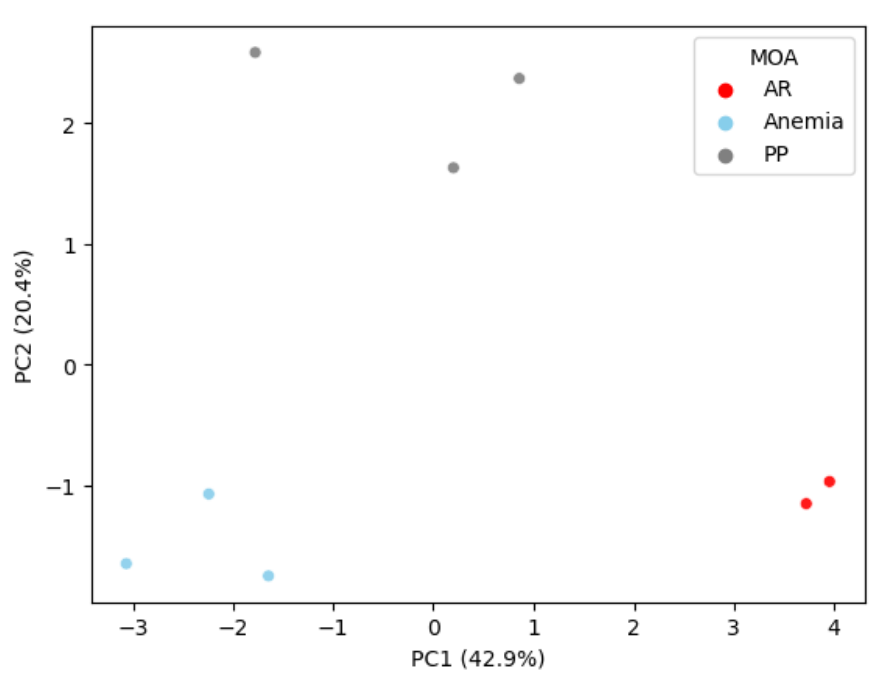 MOA
AR
Anemia
PP
2
1
0
−1
PC2 (20.4%)
−3
−2
−1
0
1
2
3
4
PC1 (42.9%)